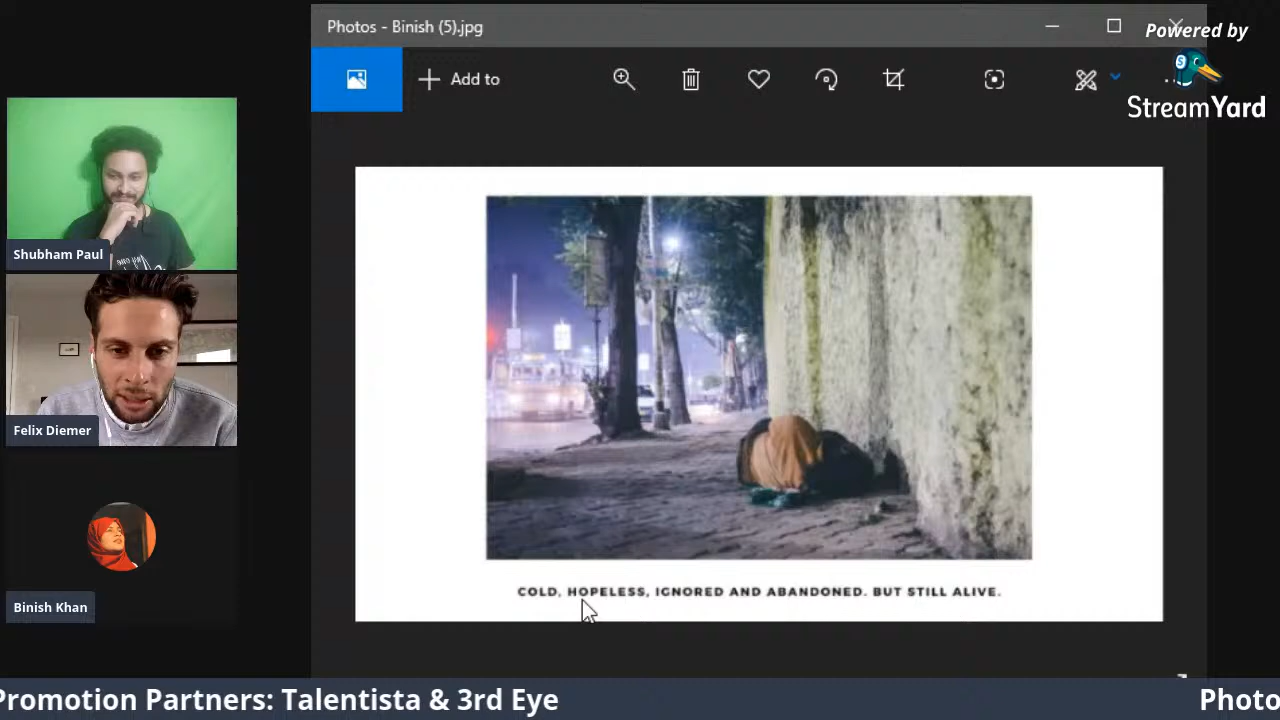 Photos - Binish (5).jpg
Powered by
Add to
StreamYard
Shubham Paul
Felix Diemer
Binish Khan
COLD, HOPELESS, IGNORED AND ABANDONED. BUT STILL ALIVE.
Promotion Partners: Talentista & 3rd Eye
Photo